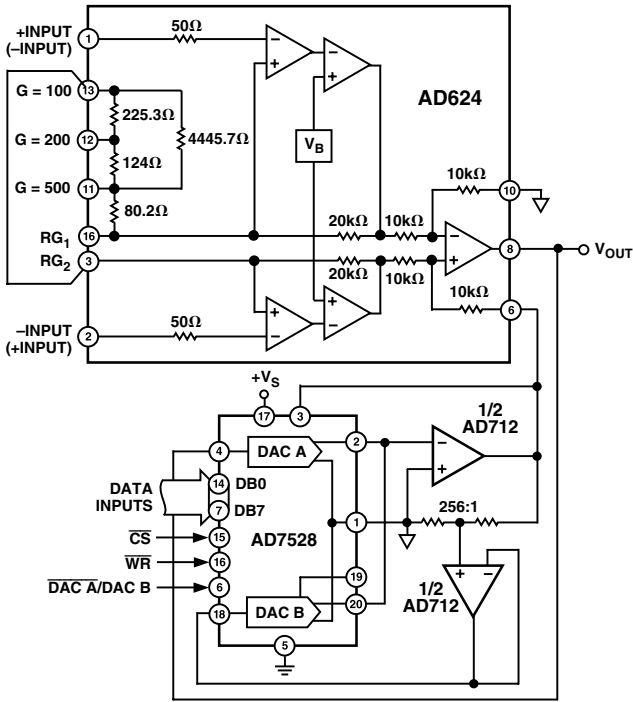 +INPUT
(–INPUT)
1
50Ω
–
+
–
+
AD624
G = 100
13
225.3Ω
4445.7Ω
G = 200
12
124Ω
VB
G = 500
11
80.2Ω
10kΩ
10
RG1
16
20kΩ
10kΩ
–
8
VOUT
RG2
3
20kΩ
10kΩ
+
10kΩ
6
+
–
+
–
–INPUT
(+INPUT)
2
50Ω
+VS
17
3
1/2
AD712
4
DAC A
2
–
+
DATA
INPUTS
14
DB0
7
DB7
1
256:1
CS
15
AD7528
WR
16
19
+
–
1/2
AD712
DAC A/DAC B
6
20
18
DAC B
5